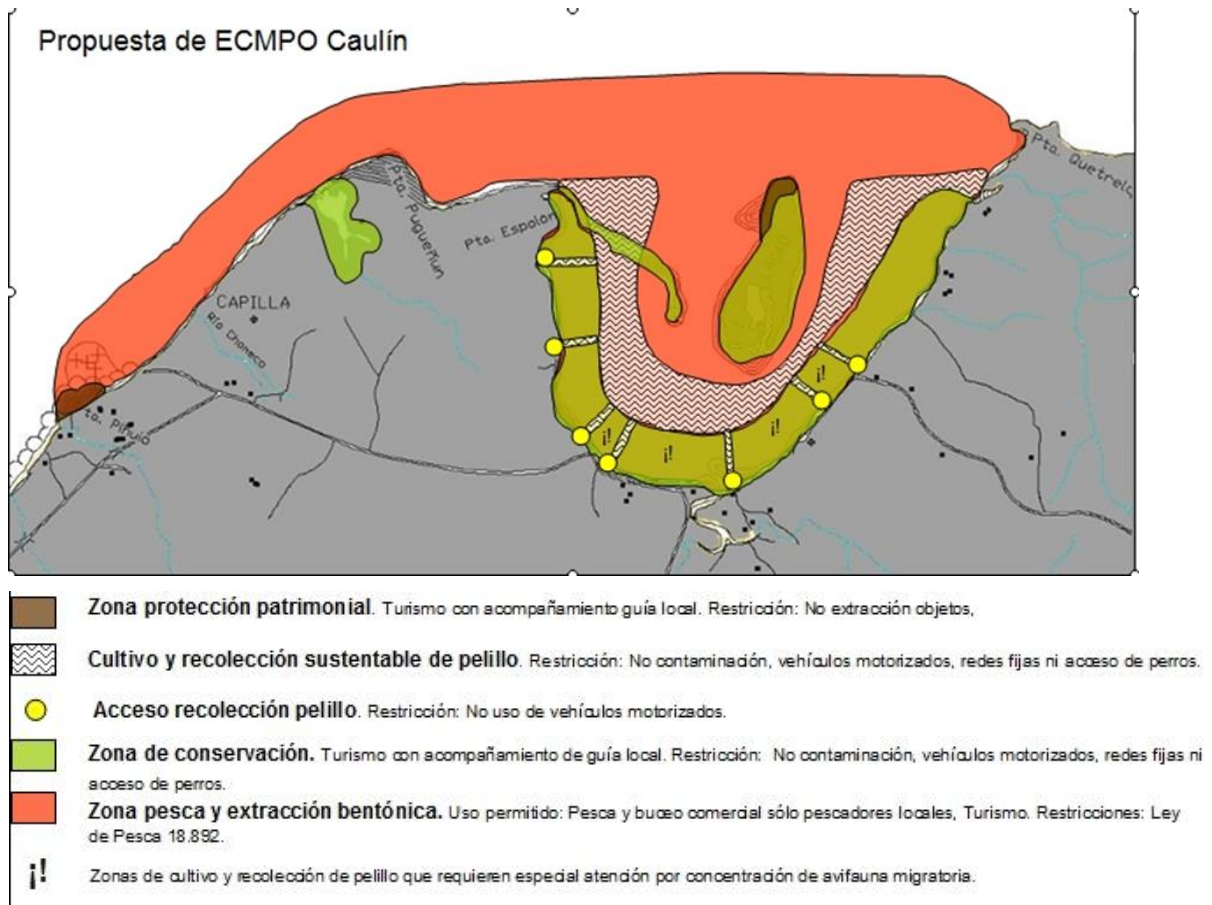 Propuesta de ECMPO Caulín
Pta. Quetrelq
Pta. Puguemun
Pta. Espolon
CAPILLA
Río Chaneco
ta. Pihuio
Zona protección patrimonial. Turismo con acompañamiento guía local. Restricción: No extracción objetos,
Cultivo y recolección sustentable de pelillo. Restricción: No contaminación, vehículos motorizados, redes fijas ni acceso de perros.
Acceso recolección pelillo. Restricción: No uso de vehículos motorizados.
Zona de conservación. Turismo con acompañamiento de guía local. Restricción: No contaminación, vehículos motorizados, redes fijas ni
acceso de perros.
Zona pesca y extracción bentónica. Uso permitido: Pesca y buceo comercial sólo pescadores locales, Turismo. Restricciones: Ley
de Pesca 18.892.
¡! Zonas de cultivo y recolección de pelillo que requieren especial atención por concentración de avifauna migratoria.